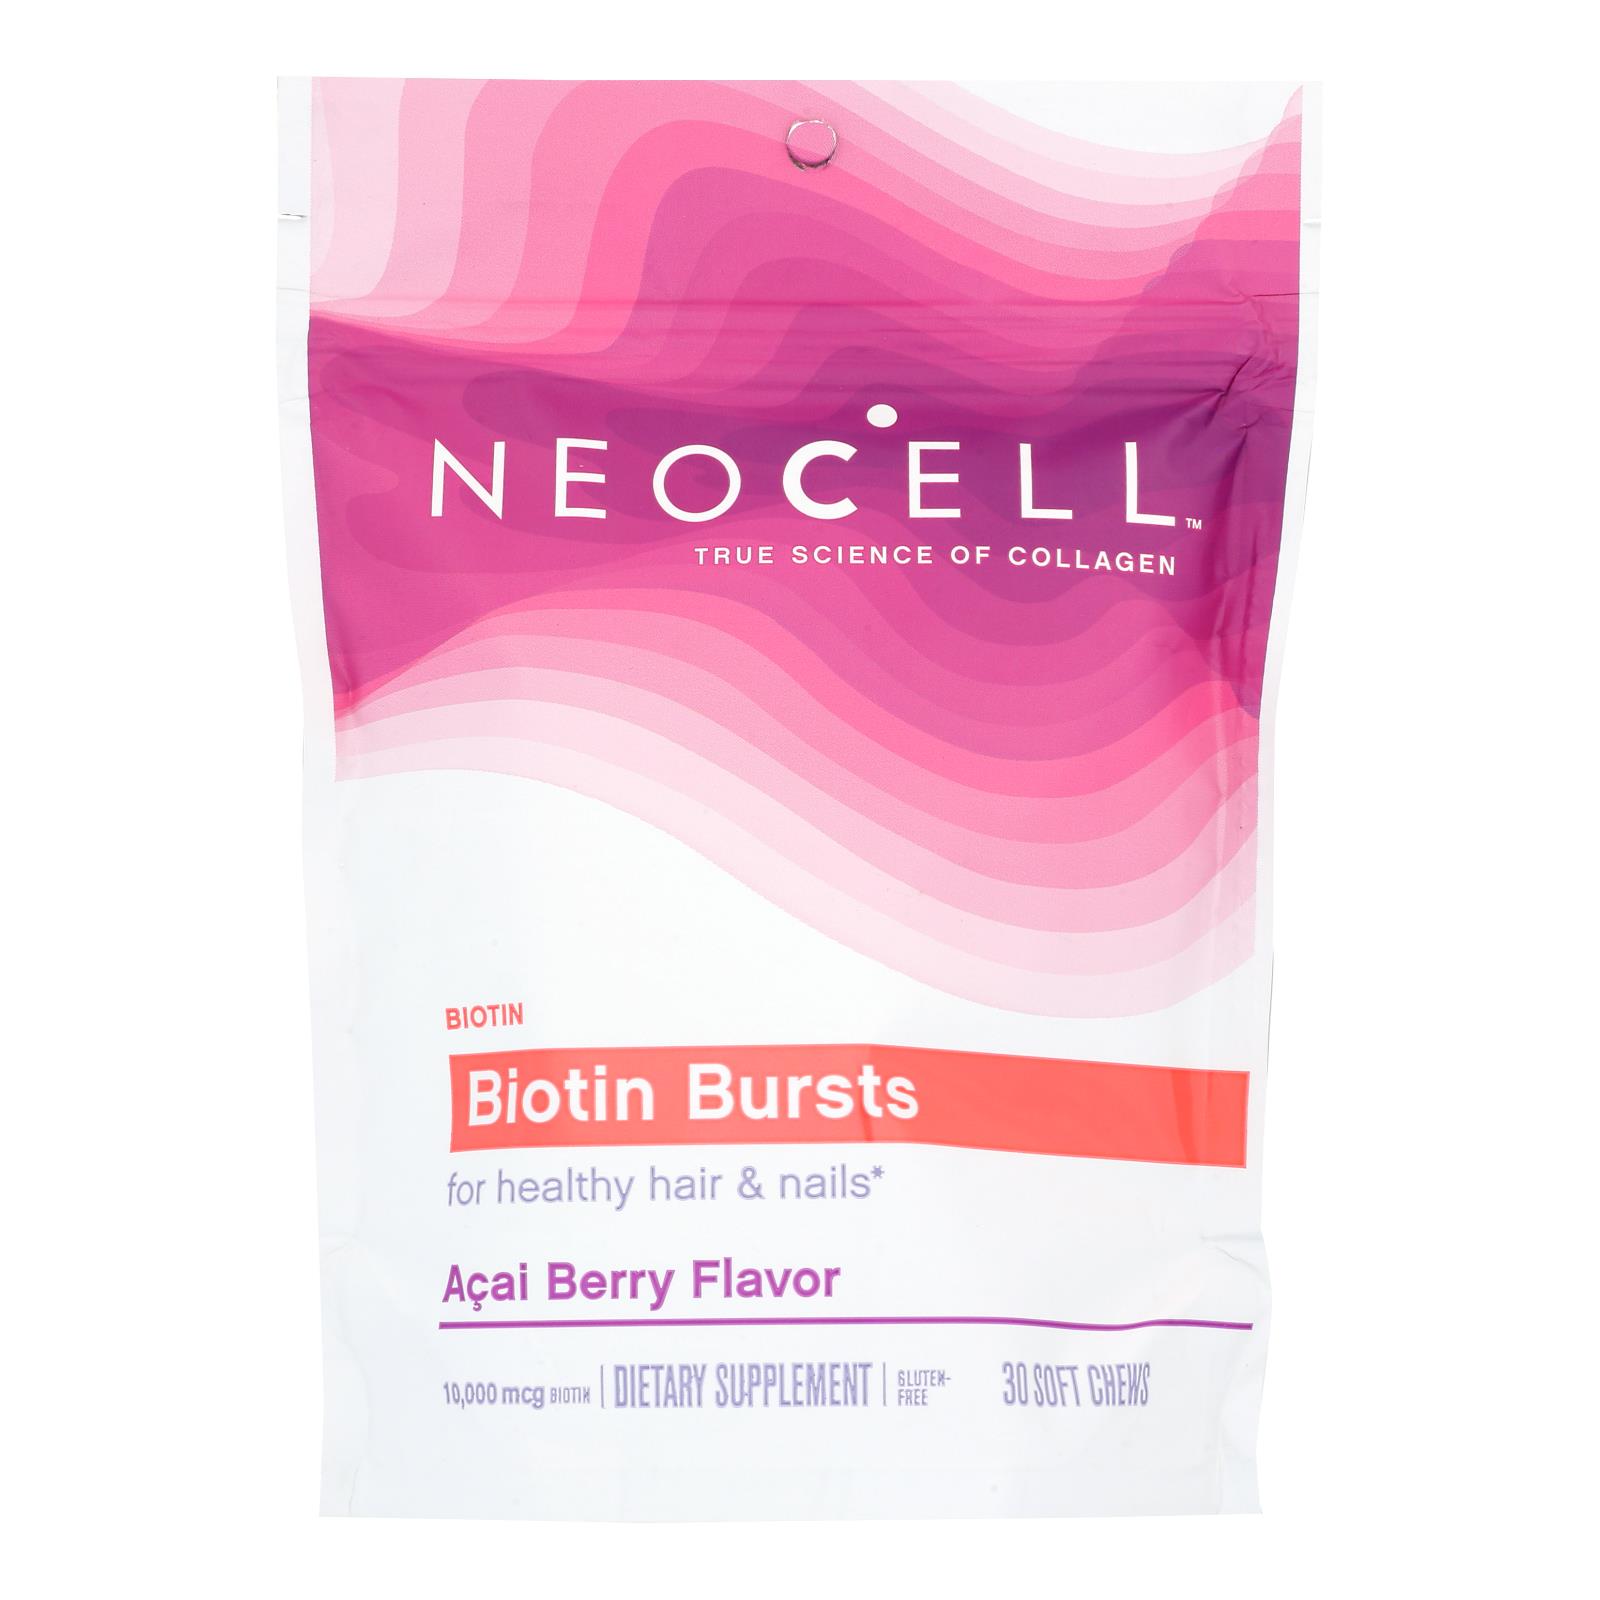 NEOCELL™
TRUE SCIENCE OF COLLAGEN
BIOTIN
Biotin Bursts
for healthy hair & nails*
Açai Berry Flavor
10,000 mcg BIOTIN | DIETARY SUPPLEMENT | GLUTEN-
FREE
30 SOFT CHEWS